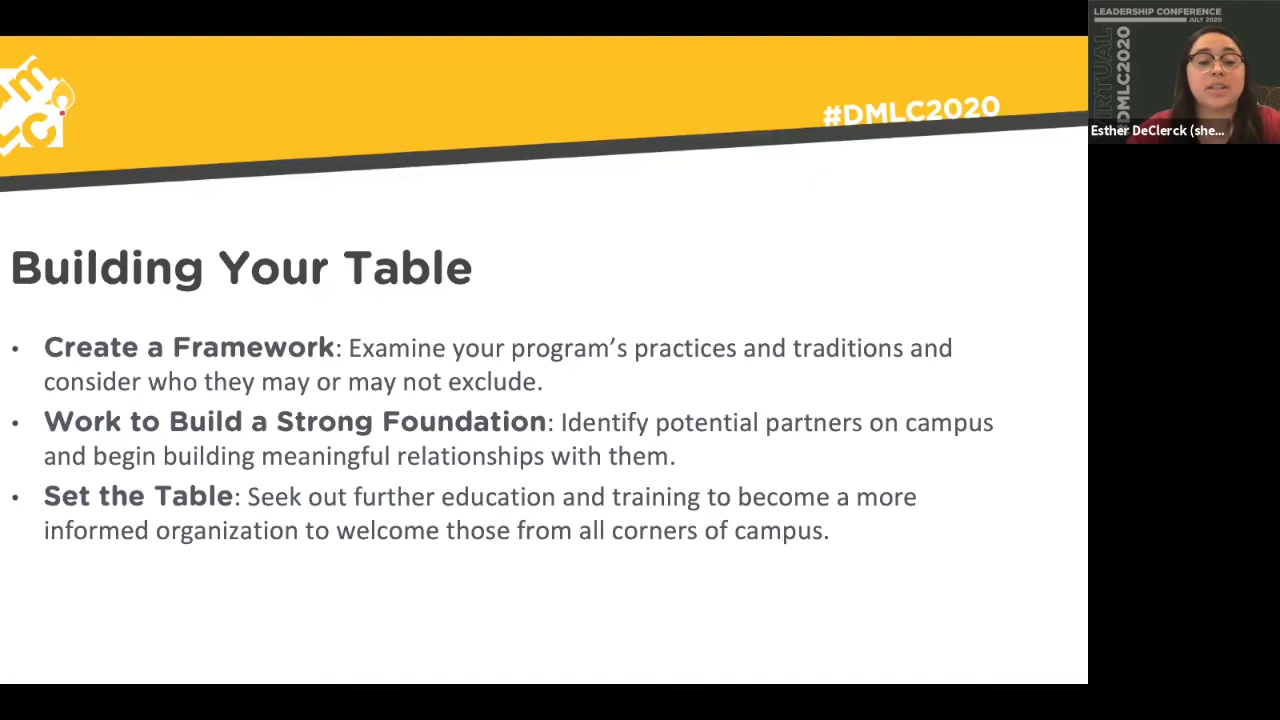 LEADERSHIP CONFERENCE
JULY 2020
#DMLC2020
Esther DeClerck (she...
#DMLC2020
Building Your Table
• Create a Framework: Examine your program’s practices and traditions and
consider who they may or may not exclude.
• Work to Build a Strong Foundation: Identify potential partners on campus
and begin building meaningful relationships with them.
• Set the Table: Seek out further education and training to become a more
informed organization to welcome those from all corners of campus.